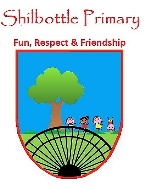 Shilbottle Primary
Fun, Respect & Friendship